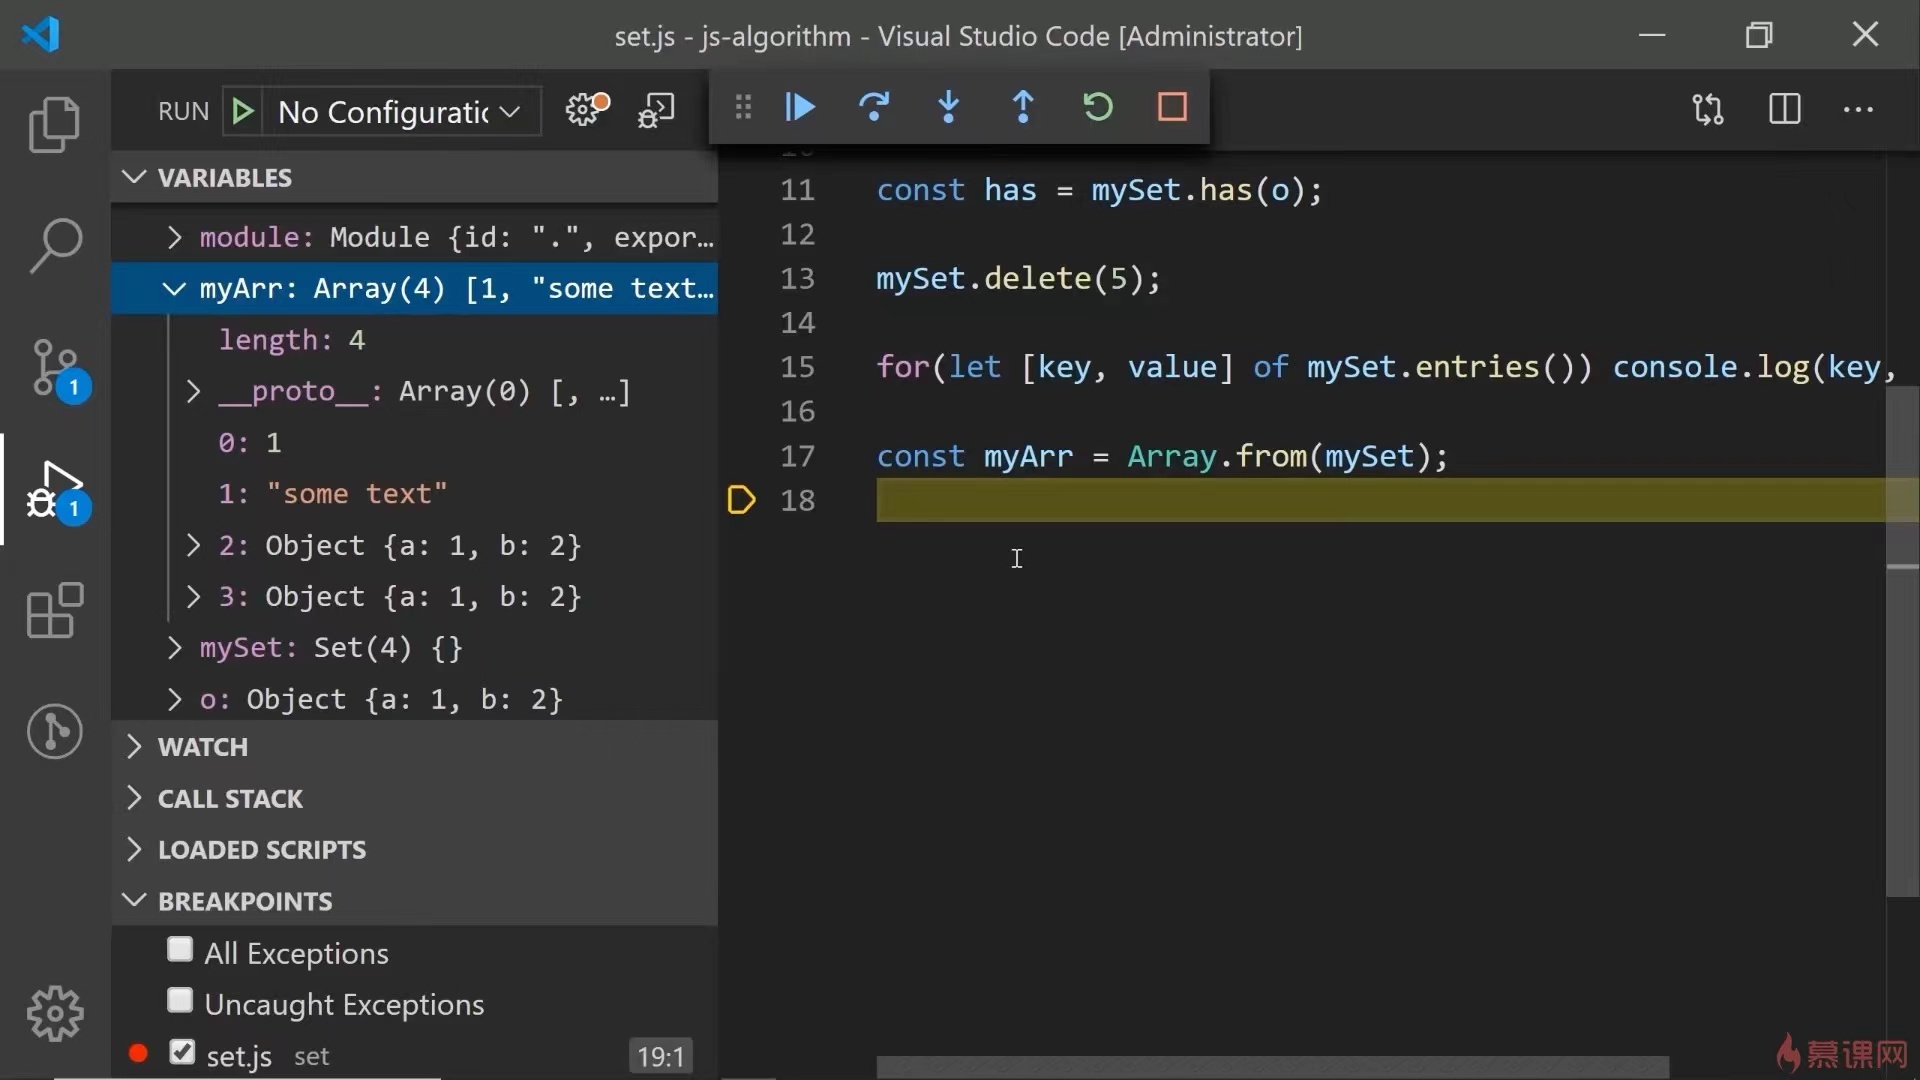 set.js - js-algorithm - Visual Studio Code [Administrator]
RUN No Configuratic
VARIABLES
module: Module {id: ".", expor…
myArr: Array(4) [1, "some text…
length: 4
__proto__: Array(0) [, …]
0: 1
1: "some text"
2: Object {a: 1, b: 2}
3: Object {a: 1, b: 2}
mySet: Set(4) {}
o: Object {a: 1, b: 2}
WATCH
CALL STACK
LOADED SCRIPTS
BREAKPOINTS
All Exceptions
Uncaught Exceptions
set.js set 19:1
1
1
11 const has = mySet.has(o);
12
13 mySet.delete(5);
14
15 for(let [key, value] of mySet.entries()) console.log(key,
16
17 const myArr = Array.from(mySet);
18
慕课网